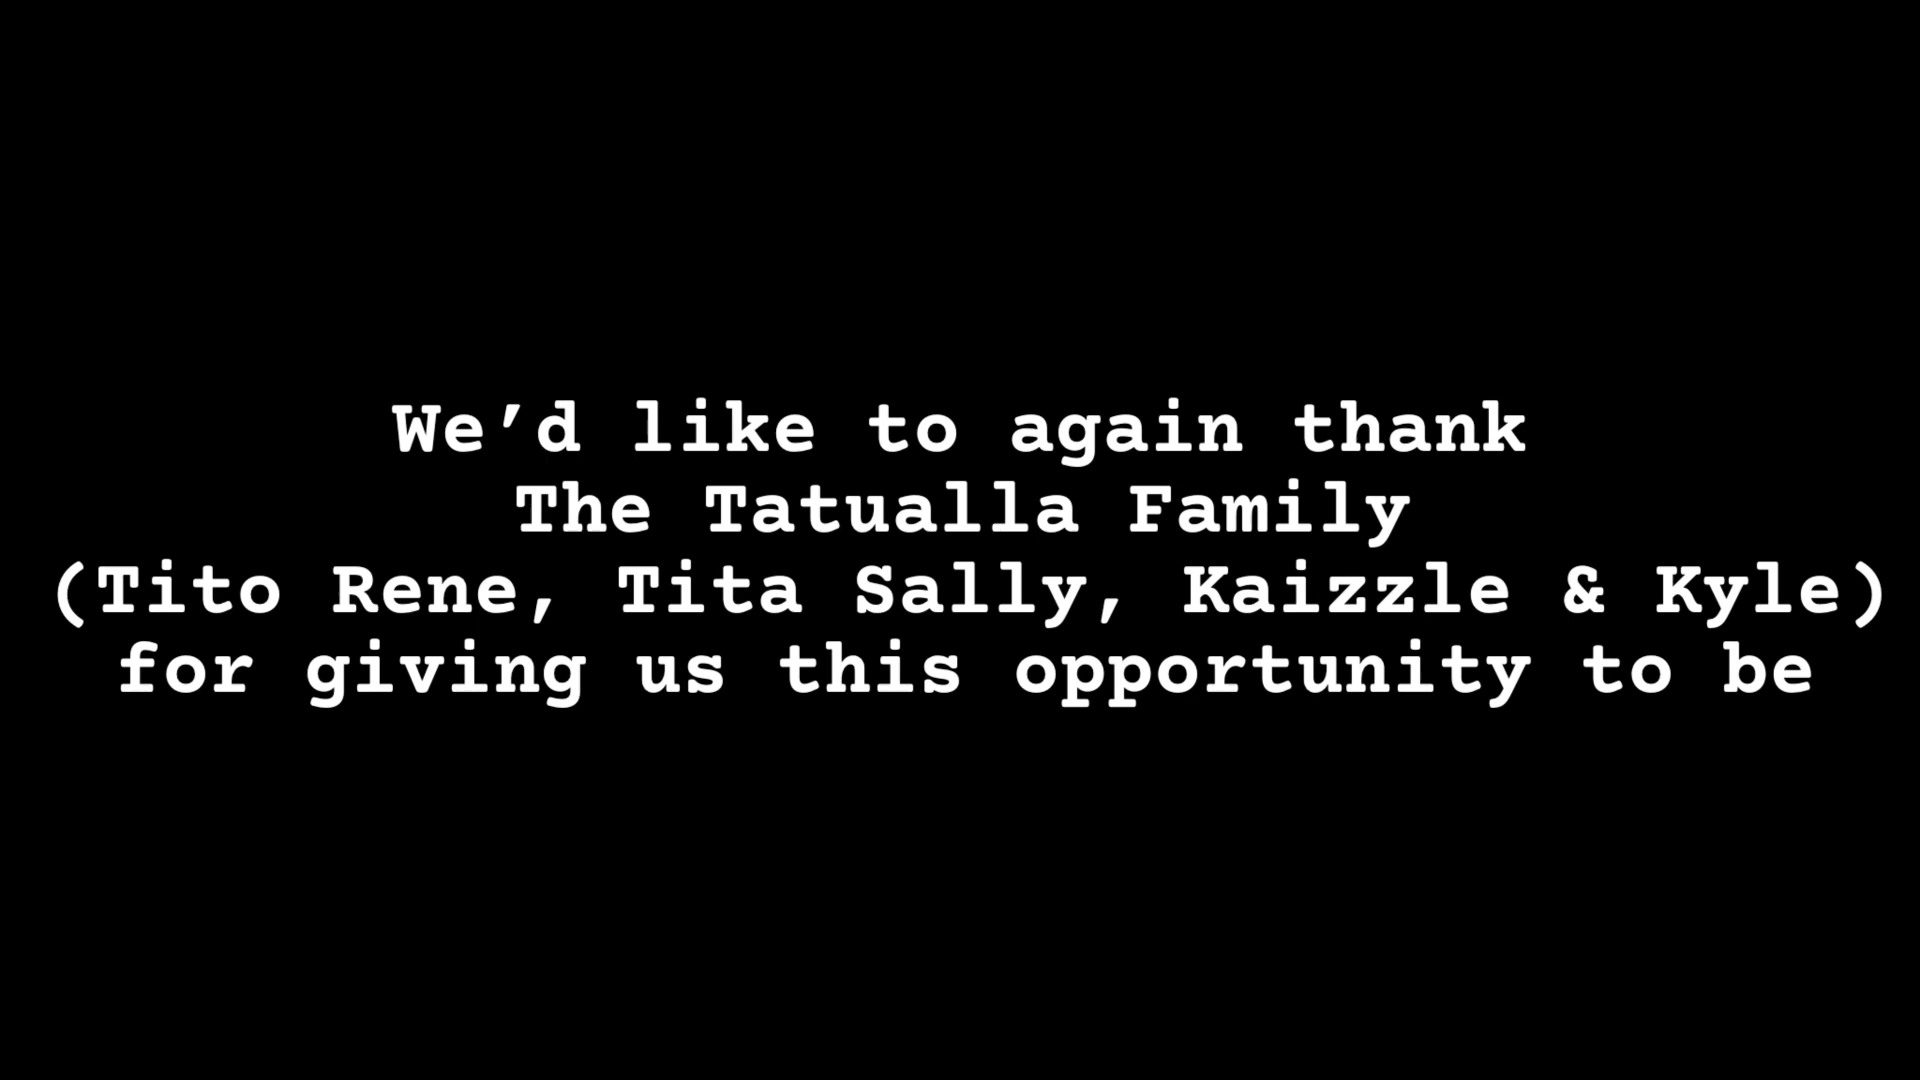 We’d like to again thank
The Tatualla Family
(Tito Rene, Tita Sally, Kaizzle & Kyle)
for giving us this opportunity to be